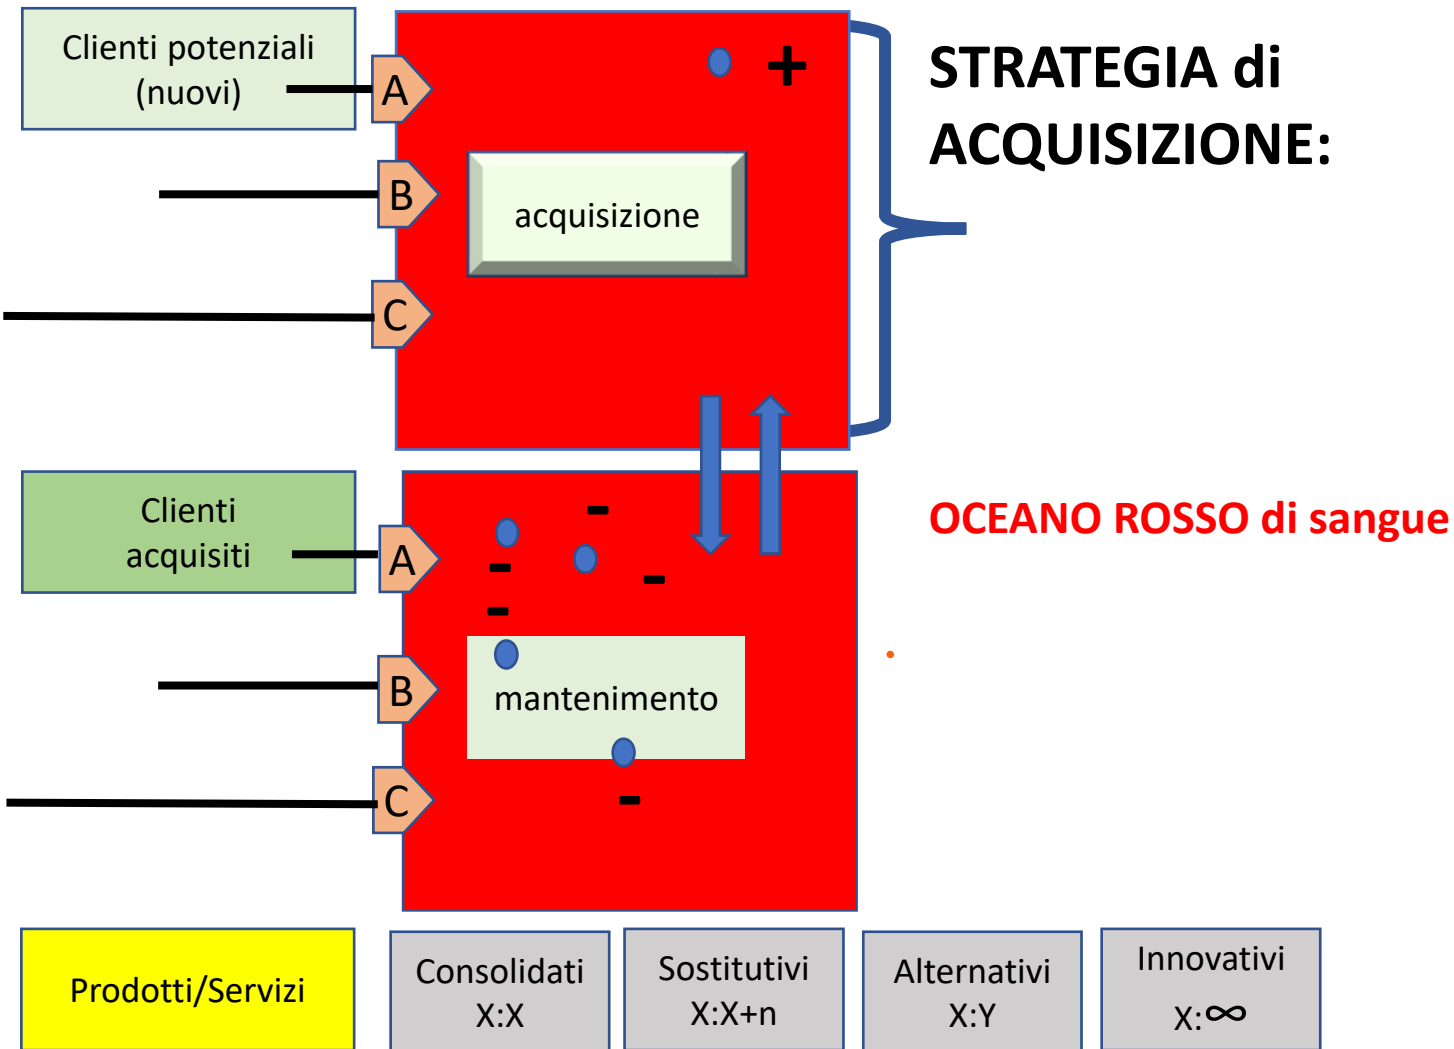 Clienti potenziali
(nuovi)
A
B
C
+
acquisizione
STRATEGIA di
ACQUISIZIONE:
Clienti
acquisiti
A
B
C
-
-
-
-
mantenimento
-
OCEANO ROSSO di sangue
.
Prodotti/Servizi
Consolidati
X:X
Sostitutivi
X:X+n
Alternativi
X:Y
Innovativi
X:∞